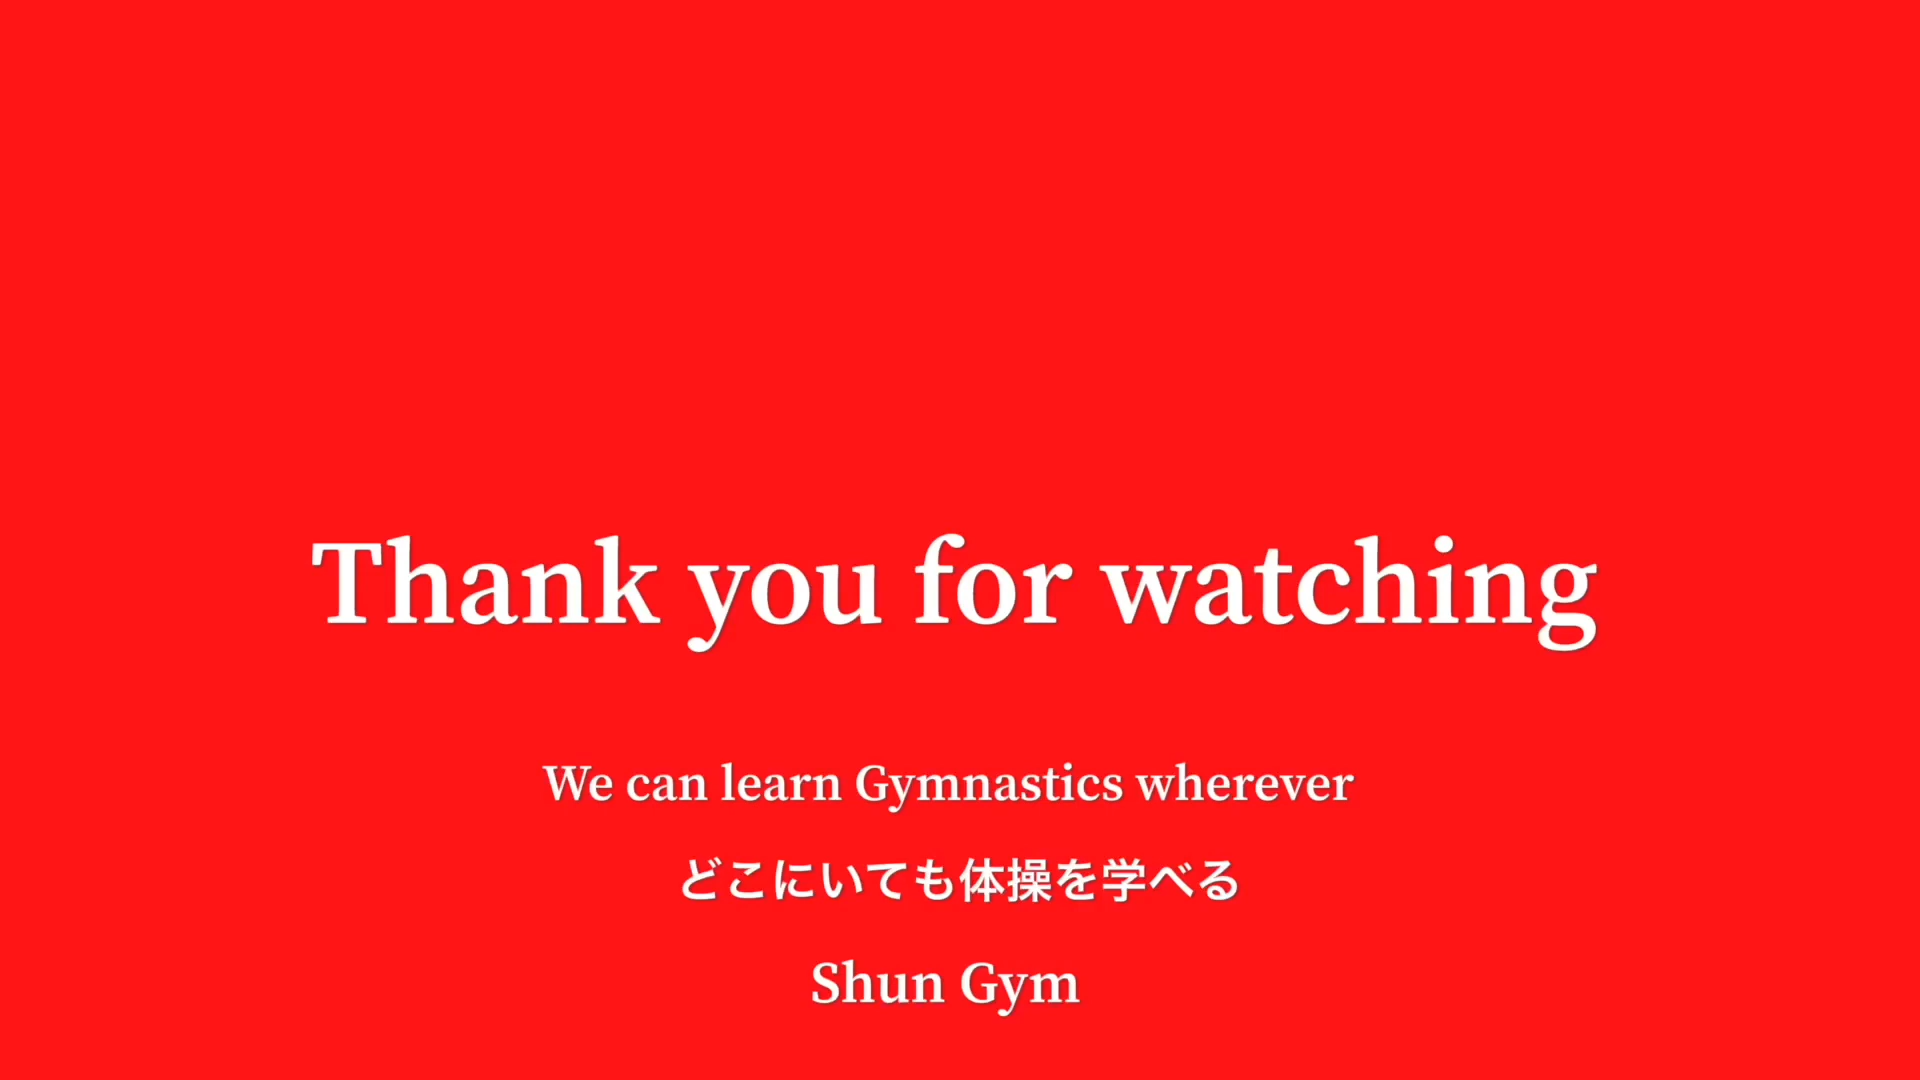 Thank you for watching
We can learn Gymnastics wherever
どこにいても体操を学べる
Shun Gym